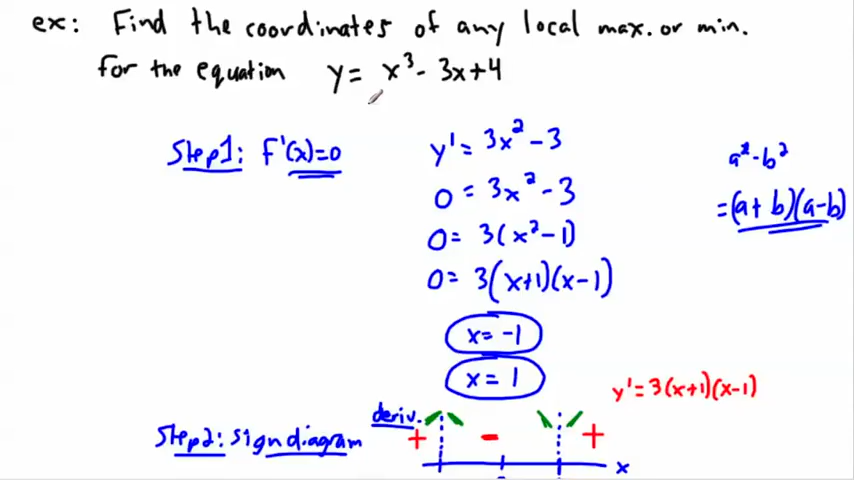 ex: Find the coordinates of any local max. or min.
for the equation y = x³ - 3x + 4
Step 1: F'(x) = 0
y' = 3x² - 3
0 = 3x² - 3
0 = 3(x² - 1)
0 = 3(x+1)(x-1)
x = -1
x = 1
a² - b²
= (a+b)(a-b)
y' = 3(x+1)(x-1)
Step 2: sign diagram
deriv.
+ - +
x